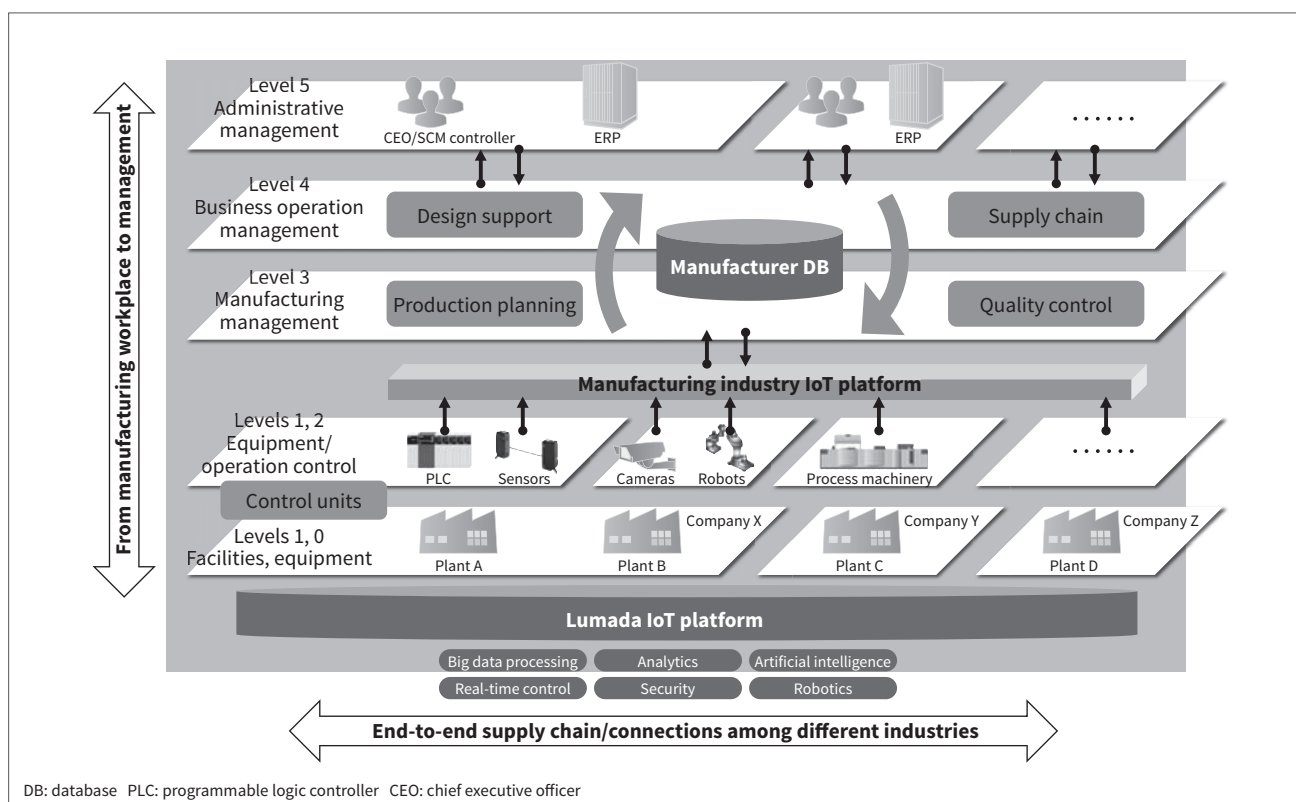 From manufacturing workplace to management
Level 5
Administrative
management
CEO/SCM controller
ERP
ERP
......
Level 4
Business operation
management
Design support
Supply chain
Manufacturer DB
Level 3
Manufacturing
management
Production planning
Quality control
Manufacturing industry IoT platform
Levels 1, 2
Equipment/
operation control
PLC
Sensors
Cameras
Robots
Process machinery
......
Control units
Levels 1, 0
Facilities, equipment
Plant A
Plant B
Company X
Plant C
Company Y
Plant D
Company Z
Lumada IoT platform
Big data processing
Analytics
Artificial intelligence
Real-time control
Security
Robotics
End-to-end supply chain/connections among different industries
DB: database PLC: programmable logic controller CEO: chief executive officer